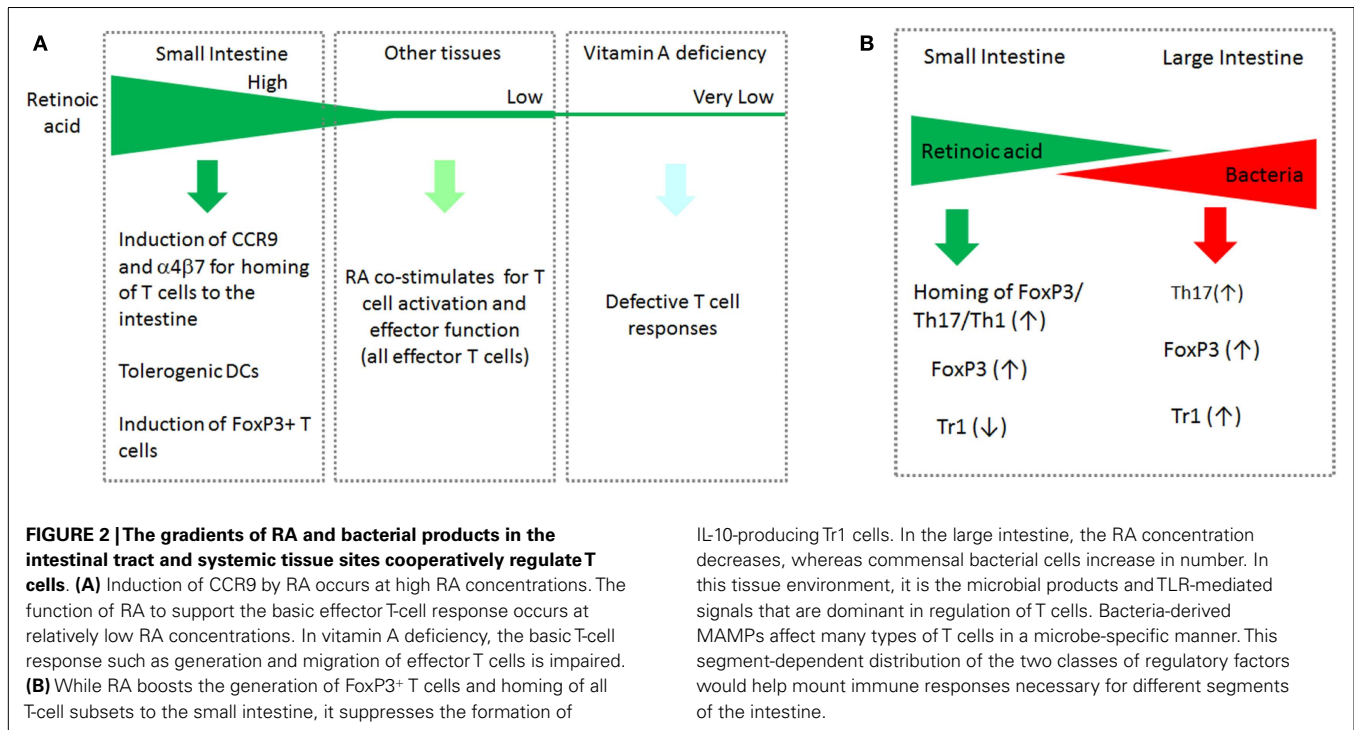 A
Small Intestine
High
Retinoic
acid
Induction of CCR9
and α4β7 for homing
of T cells to the
intestine
Tolerogenic DCs
Induction of FoxP3+ T
cells
Other tissues
Low
RA co-stimulates for T
cell activation and
effector function
(all effector T cells)
Vitamin A deficiency
Very Low
Defective T cell
responses
B
Small Intestine
Large Intestine
Retinoic acid
Bacteria
Homing of FoxP3/
Th17/Th1 (↑)
FoxP3 (↑)
Tr1 (↓)
Th17(↑)
FoxP3 (↑)
Tr1 (↑)
FIGURE 2 | The gradients of RA and bacterial products in the
intestinal tract and systemic tissue sites cooperatively regulate T
cells. (A) Induction of CCR9 by RA occurs at high RA concentrations. The
function of RA to support the basic effector T-cell response occurs at
relatively low RA concentrations. In vitamin A deficiency, the basic T-cell
response such as generation and migration of effector T cells is impaired.
(B) While RA boosts the generation of FoxP3⁺ T cells and homing of all
T-cell subsets to the small intestine, it suppresses the formation of
IL-10-producing Tr1 cells. In the large intestine, the RA concentration
decreases, whereas commensal bacterial cells increase in number. In
this tissue environment, it is the microbial products and TLR-mediated
signals that are dominant in regulation of T cells. Bacteria-derived
MAMPs affect many types of T cells in a microbe-specific manner. This
segment-dependent distribution of the two classes of regulatory factors
would help mount immune responses necessary for different segments
of the intestine.